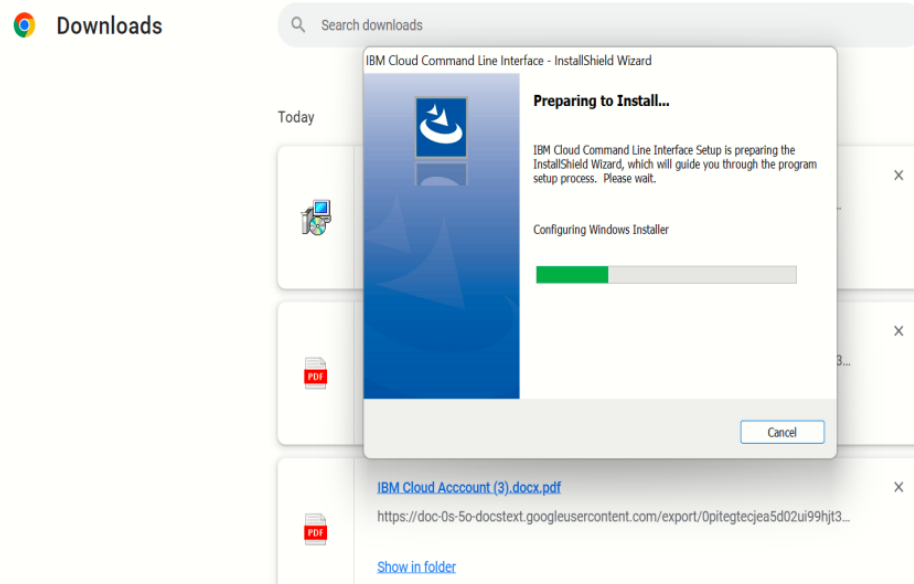 Downloads
Search downloads
IBM Cloud Command Line Interface - InstallShield Wizard
Preparing to Install...
Today
IBM Cloud Command Line Interface Setup is preparing the
InstallShield Wizard, which will guide you through the program
setup process. Please wait.
Configuring Windows Installer
PDF
3...
Cancel
IBM Cloud Acccount (3).docx.pdf
https://doc-0s-5o-docstext.googleusercontent.com/export/0pitegtecjea5d02ui99hjt3...
PDF
Show in folder